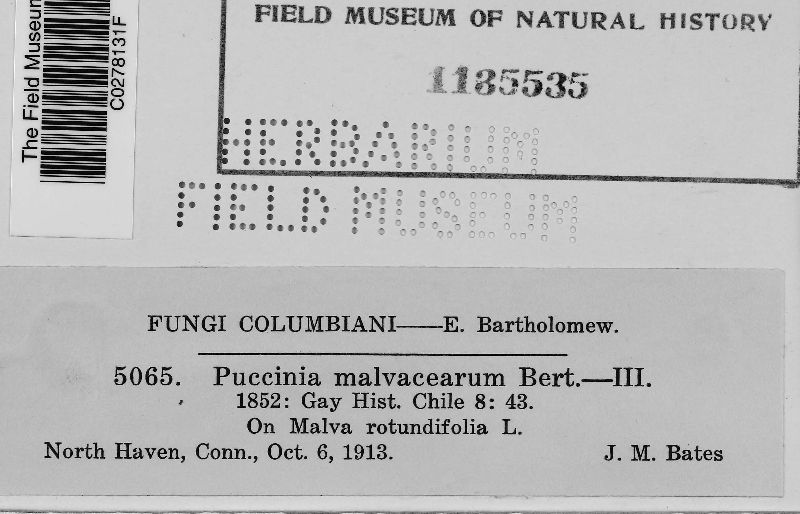 The Field Museum
C0278131F
FIELD MUSEUM OF NATURAL HISTORY
1135535
HERBARIUM
FIELD MUSEUM
FUNGI COLUMBIANI——E. Bartholomew.
5065. Puccinia malvacearum Bert.—III.
1852: Gay Hist. Chile 8: 43.
On Malva rotundifolia L.
North Haven, Conn., Oct. 6, 1913. J. M. Bates